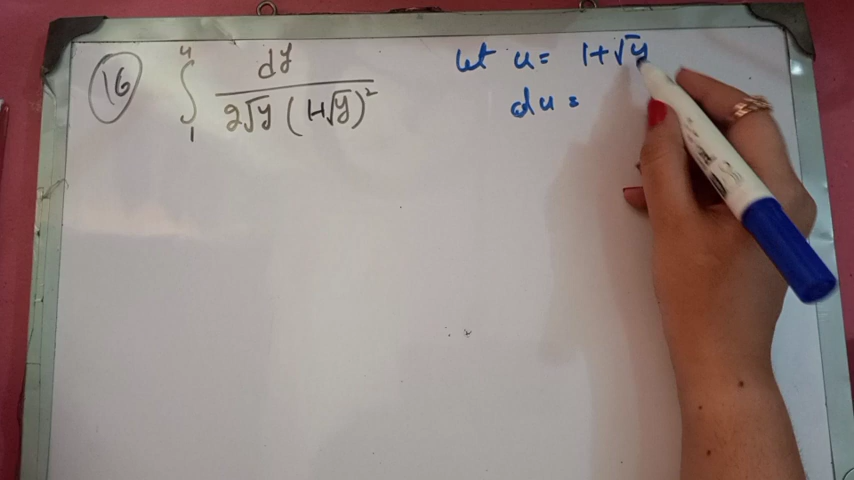 16 ∫₁⁴ dy / 2√y (1+√y)²
let u = 1+√y
du =